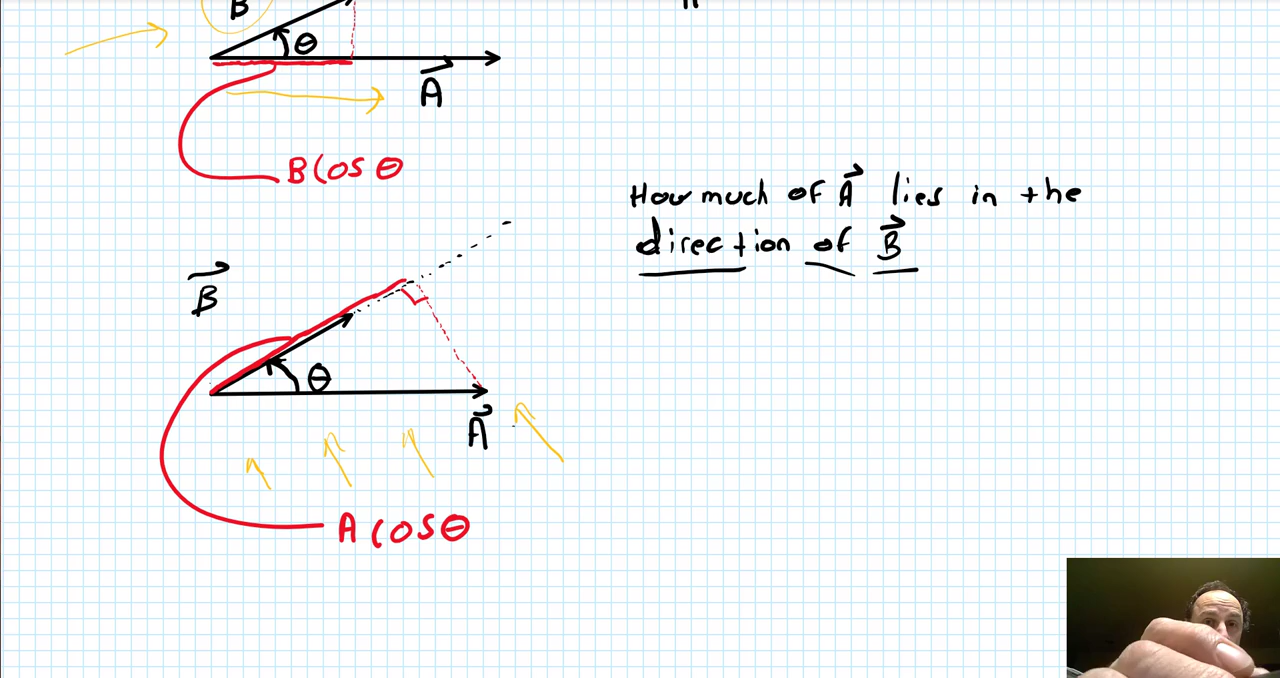 B
θ
A
B cos θ
How much of A lies in the
direction of B
B
θ
A
A cos θ